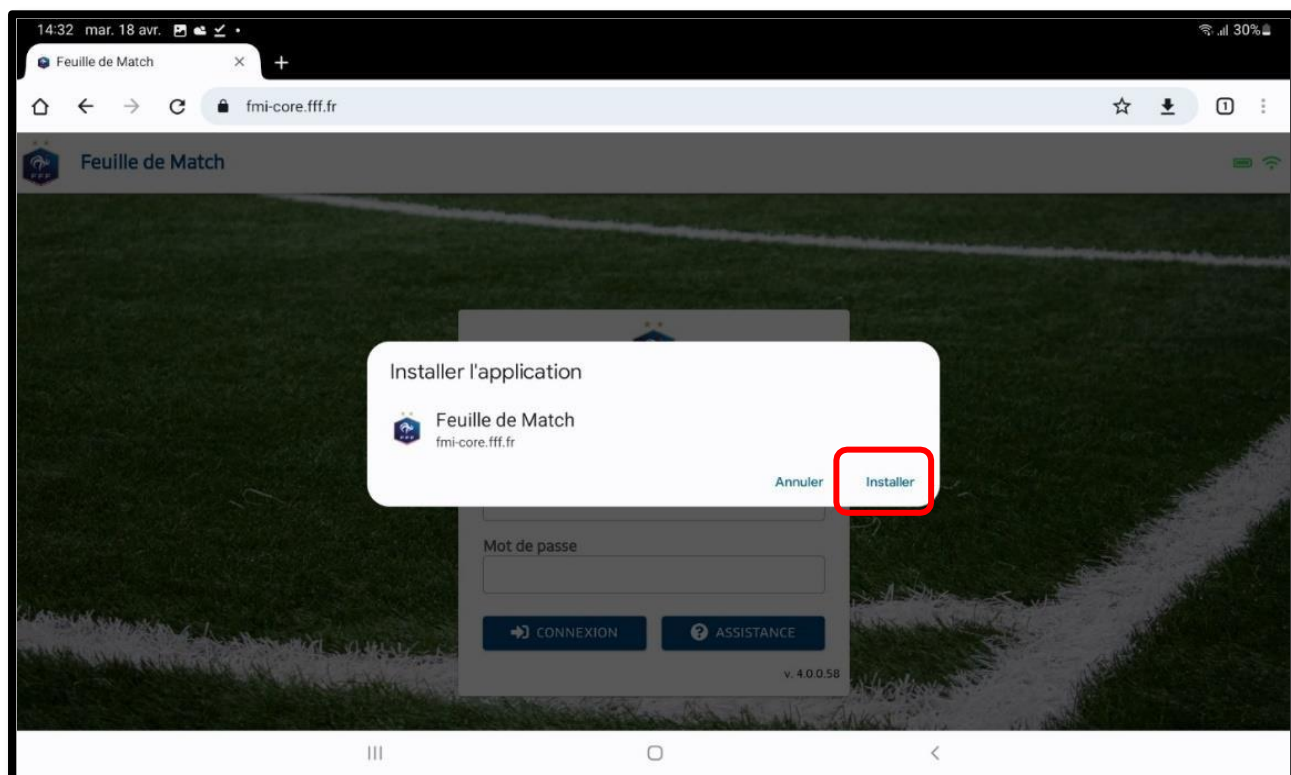 14:32 mar. 18 avr.
30%
Feuille de Match
fmi-core.fff.fr
1
Feuille de Match
Installer l'application
Feuille de Match
fmi-core.fff.fr
Annuler Installer
Mot de passe
CONNEXION ASSISTANCE
v. 4.0.0.58